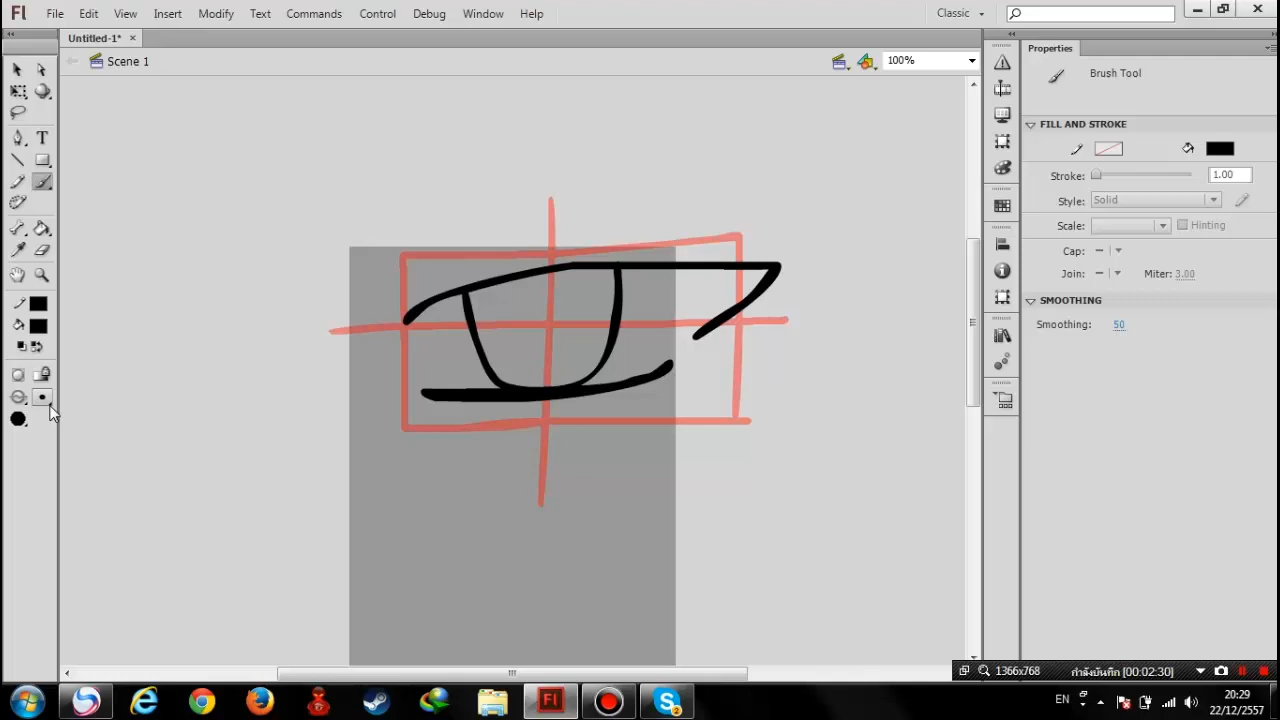 Fl File Edit View Insert Modify Text Commands Control Debug Window Help Classic
Untitled-1* ×
Scene 1 100%
Properties
Brush Tool
FILL AND STROKE
Stroke: 1.00
Style: Solid
Scale: Hinting
Cap:
Join: Miter: 3.00
SMOOTHING
Smoothing: 50
T
1366x768 กำลังบันทึก [00:02:30]
Fl S 2 EN 20:29
22/12/2557